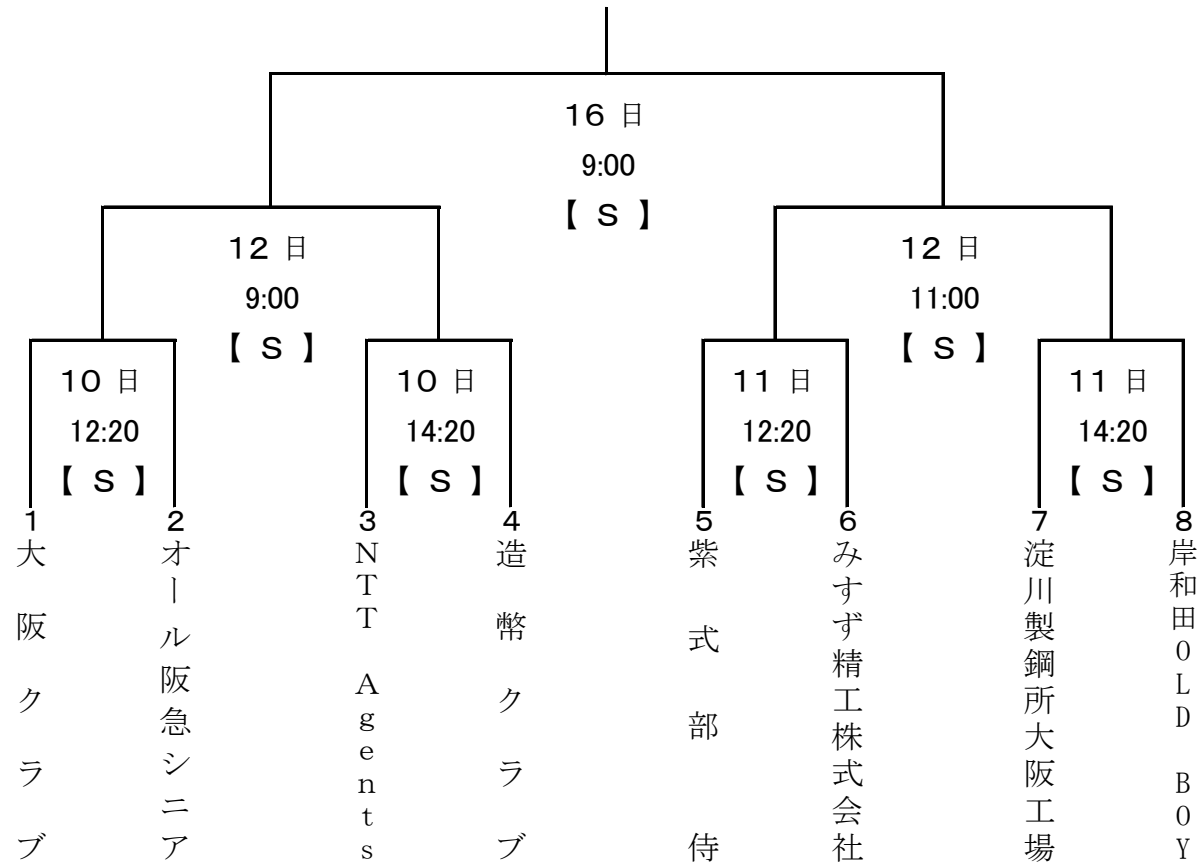 16 日
9:00
【 S 】
12 日
9:00
【 S 】
12 日
11:00
【 S 】
10 日
12:20
【 S 】
10 日
14:20
【 S 】
11 日
12:20
【 S 】
11 日
14:20
【 S 】
1
大阪クラブ
2
オール阪急シニア
3
NTT Agents
4
造幣クラブ
5
紫式部侍
6
みすず精工株式会社
7
淀川製鋼所大阪工場
8
岸和田OLD BOY